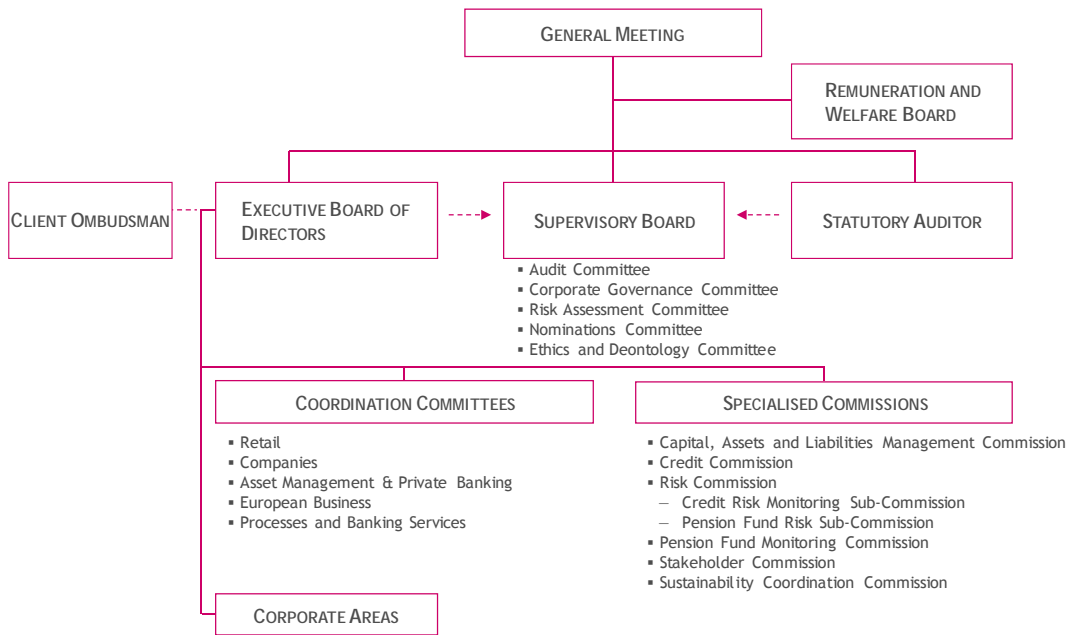 GENERAL MEETING
REMUNERATION AND
WELFARE BOARD
CLIENT OMBUDSMAN
EXECUTIVE BOARD OF
DIRECTORS
SUPERVISORY BOARD
STATUTORY AUDITOR
▪ Audit Committee
▪ Corporate Governance Committee
▪ Risk Assessment Committee
▪ Nominations Committee
▪ Ethics and Deontology Committee
COORDINATION COMMITTEES
▪ Retail
▪ Companies
▪ Asset Management & Private Banking
▪ European Business
▪ Processes and Banking Services
SPECIALISED COMMISSIONS
▪ Capital, Assets and Liabilities Management Commission
▪ Credit Commission
▪ Risk Commission
– Credit Risk Monitoring Sub-Commission
– Pension Fund Risk Sub-Commission
▪ Pension Fund Monitoring Commission
▪ Stakeholder Commission
▪ Sustainability Coordination Commission
CORPORATE AREAS